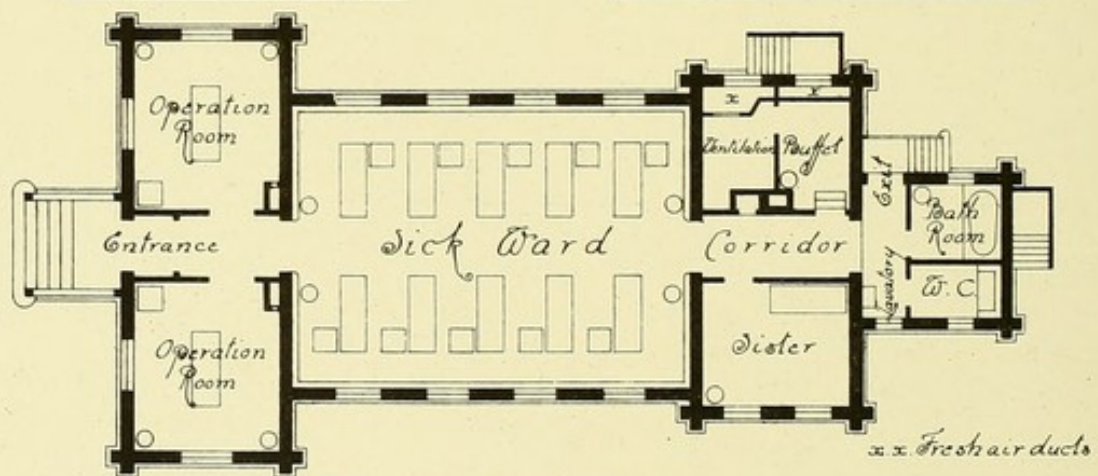 Operation
Room
x
x
Ventilation
Buffet
Exit
Bath
Room
Entrance
Sick Ward
Corridor
Lavatory
W. C.
Operation
Room
Sister
x. x. Fresh air ducts